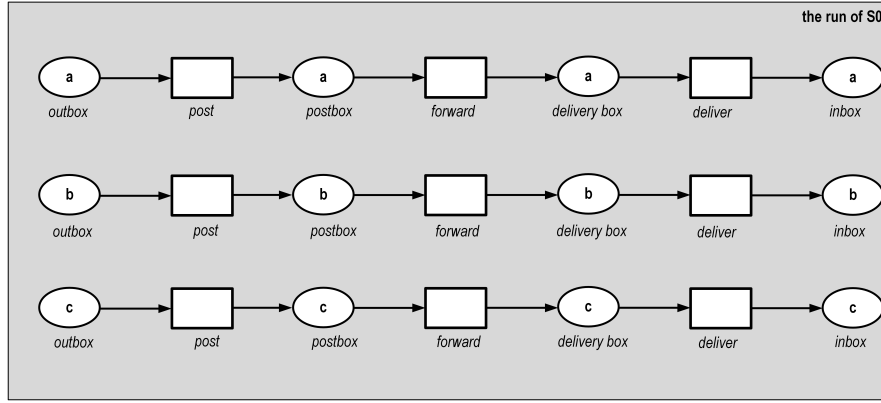 the run of S0
a a a a
outbox post postbox forward delivery box deliver inbox
b b b b
outbox post postbox forward delivery box deliver inbox
c c c c
outbox post postbox forward delivery box deliver inbox